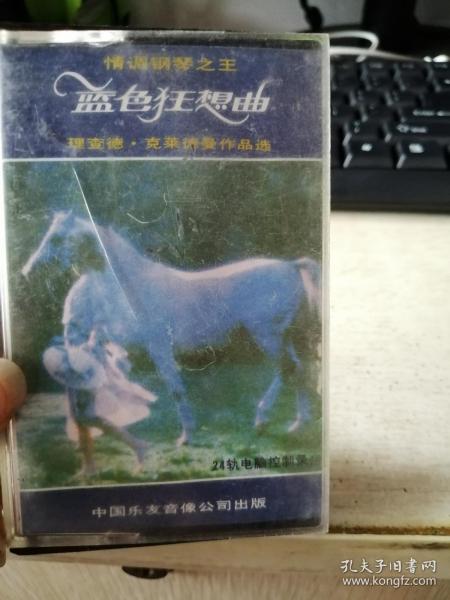 情调钢琴之王
蓝色狂想曲
理查德·克莱德曼作品选
24轨电脑控制录
中国乐友音像公司出版
孔夫子旧书网
www.kongfz.com